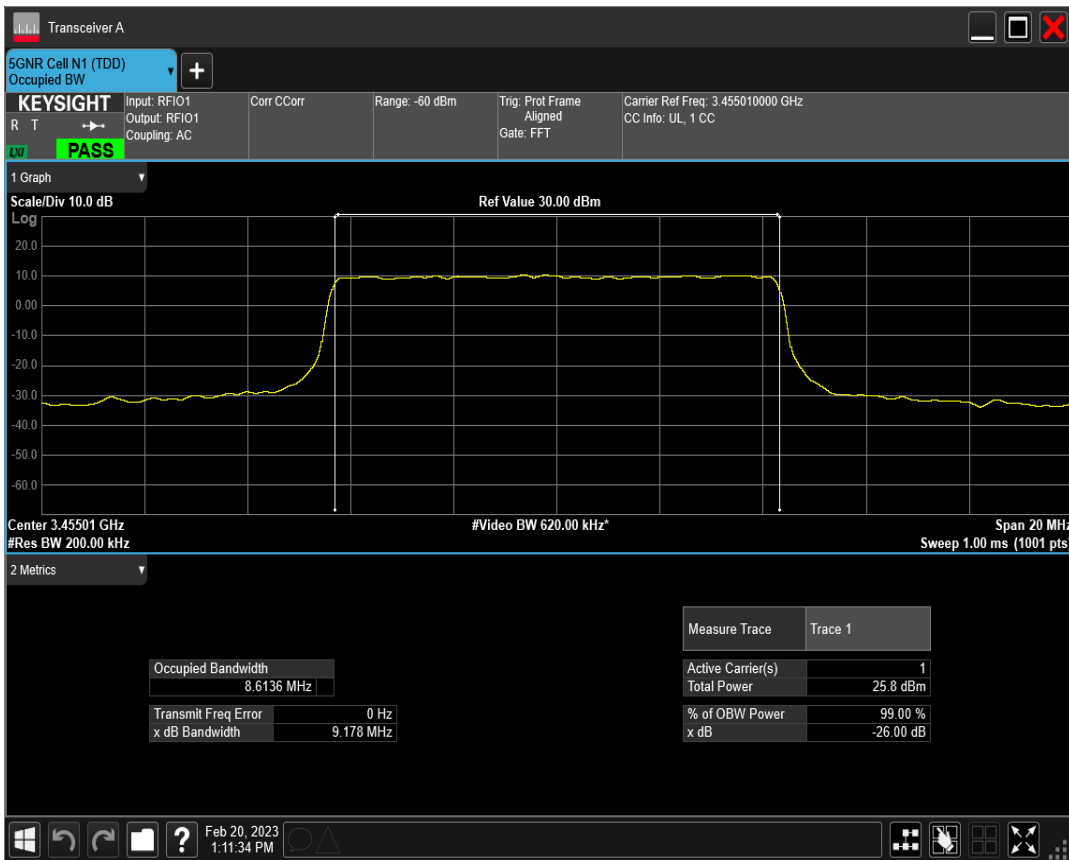 Transceiver A
5GNR Cell N1 (TDD)
Occupied BW
KEYSIGHT
R T
LXI
PASS
Input: RFIO1
Output: RFIO1
Coupling: AC
Corr CCorr
Range: -60 dBm
Trig: Prot Frame
Aligned
Gate: FFT
Carrier Ref Freq: 3.455010000 GHz
CC Info: UL, 1 CC
1 Graph
Scale/Div 10.0 dB
Ref Value 30.00 dBm
Log
20.0
10.0
0.00
-10.0
-20.0
-30.0
-40.0
-50.0
-60.0
Center 3.45501 GHz
#Video BW 620.00 kHz*
Span 20 MHz
#Res BW 200.00 kHz
Sweep 1.00 ms (1001 pts)
2 Metrics
Measure Trace Trace 1
Occupied Bandwidth
8.6136 MHz
Active Carrier(s) 1
Total Power 25.8 dBm
Transmit Freq Error 0 Hz
x dB Bandwidth 9.178 MHz
% of OBW Power 99.00 %
x dB -26.00 dB
?
Feb 20, 2023
1:11:34 PM